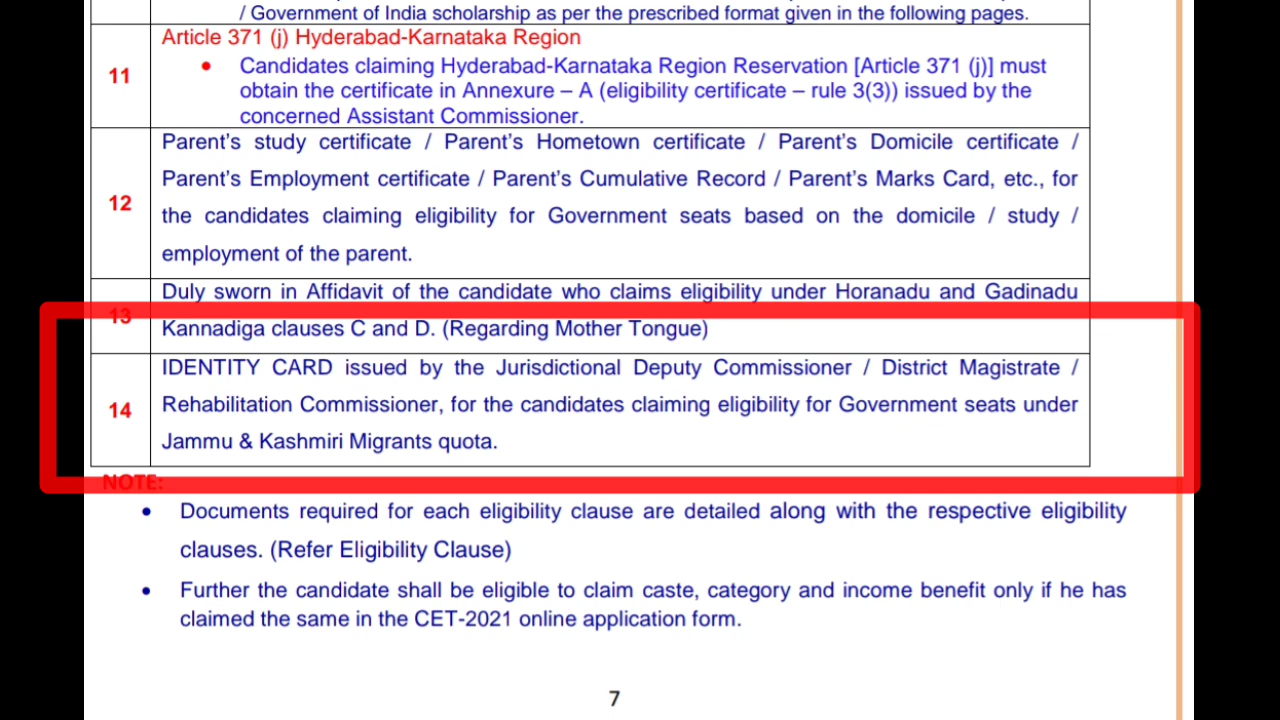 / Government of India scholarship as per the prescribed format given in the following pages.
11
Article 371 (j) Hyderabad-Karnataka Region
• Candidates claiming Hyderabad-Karnataka Region Reservation [Article 371 (j)] must
obtain the certificate in Annexure – A (eligibility certificate – rule 3(3)) issued by the
concerned Assistant Commissioner.
12
Parent’s study certificate / Parent’s Hometown certificate / Parent’s Domicile certificate /
Parent’s Employment certificate / Parent’s Cumulative Record / Parent’s Marks Card, etc., for
the candidates claiming eligibility for Government seats based on the domicile / study /
employment of the parent.
13
Duly sworn in Affidavit of the candidate who claims eligibility under Horanadu and Gadinadu
Kannadiga clauses C and D. (Regarding Mother Tongue)
14
IDENTITY CARD issued by the Jurisdictional Deputy Commissioner / District Magistrate /
Rehabilitation Commissioner, for the candidates claiming eligibility for Government seats under
Jammu & Kashmiri Migrants quota.
NOTE:
• Documents required for each eligibility clause are detailed along with the respective eligibility
clauses. (Refer Eligibility Clause)
• Further the candidate shall be eligible to claim caste, category and income benefit only if he has
claimed the same in the CET-2021 online application form.
7